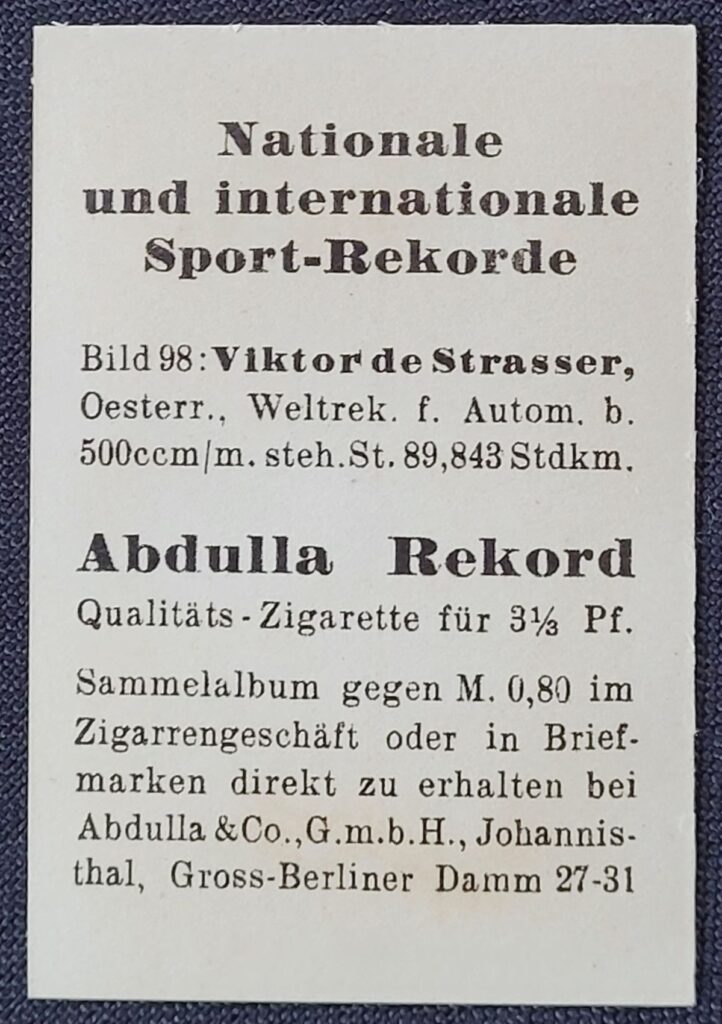 Nationale
und internationale
Sport-Rekorde
Bild 98: Viktor de Strasser,
Oesterr., Weltrek. f. Autom. b.
500ccm/m. steh. St. 89,843 Stdkm.
Abdulla Rekord
Qualitäts-Zigarette für 3⅓ Pf.
Sammelalbum gegen M. 0,80 im
Zigarrengeschäft oder in Brief-
marken direkt zu erhalten bei
Abdulla & Co., G.m.b.H., Johannis-
thal, Gross-Berliner Damm 27-31